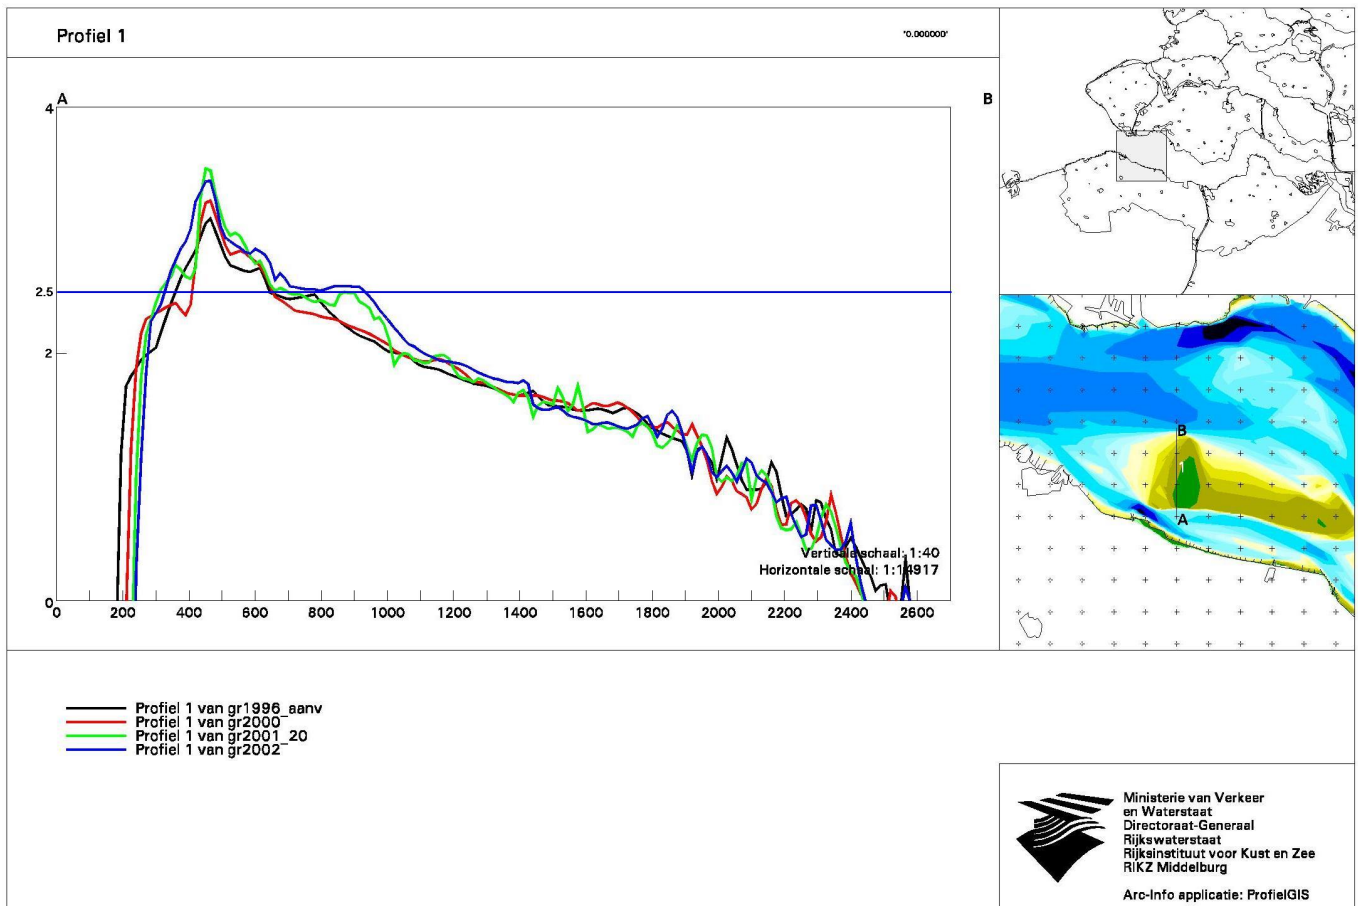 Profiel 1
"0.000000"
A
B
4
2.5
2
0
Verticale schaal: 1:40
Horizontale schaal: 1:14917
0 200 400 600 800 1000 1200 1400 1600 1800 2000 2200 2400 2600
B
A
Profiel 1 van gr1996_aanv
Profiel 1 van gr2000_
Profiel 1 van gr2001_20
Profiel 1 van gr2002_
Ministerie van Verkeer
en Waterstaat
Directoraat-Generaal
Rijkswaterstaat
Rijksinstituut voor Kust en Zee
RIKZ Middelburg
Arc-Info applicatie: ProfielGIS